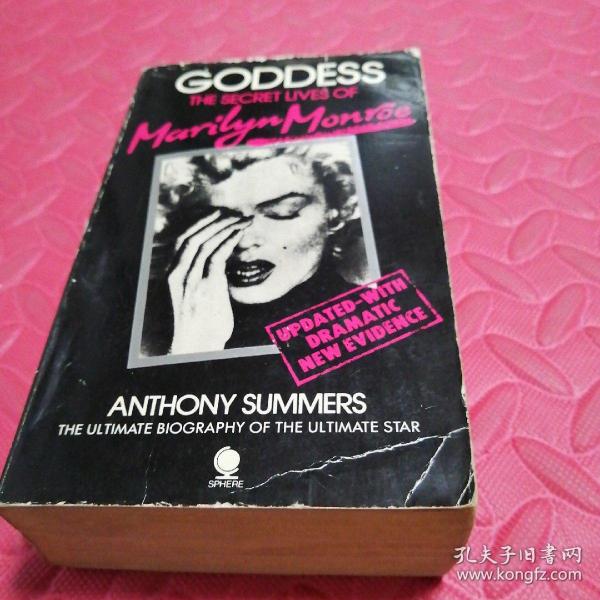 GODDESS
THE SECRET LIVES OF
Marilyn Monroe
UPDATED-WITH
DRAMATIC
NEW EVIDENCE
ANTHONY SUMMERS
THE ULTIMATE BIOGRAPHY OF THE ULTIMATE STAR
SPHERE
孔夫子旧书网
www.kongfz.com